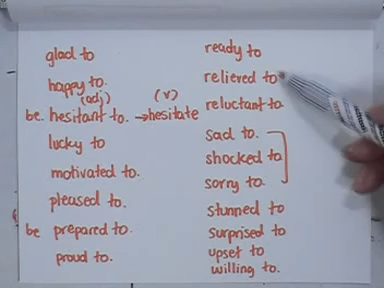 glad to
happy to.
(adj) (v)
be. hesitant to. → hesitate
lucky to
motivated to.
pleased to.
be prepared to.
proud to.
ready to
relieved to
reluctant to
sad to.
shocked to
sorry to.
stunned to
surprised to
upset to
willing to.